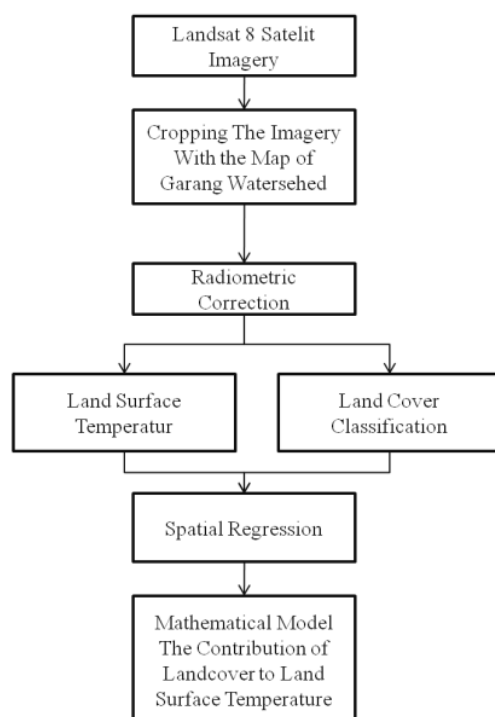 Landsat 8 Satelit
Imagery
Cropping The Imagery
With the Map of
Garang Watersehed
Radiometric
Correction
Land Surface
Temperatur
Land Cover
Classification
Spatial Regression
Mathematical Model
The Contribution of
Landcover to Land
Surface Temperature